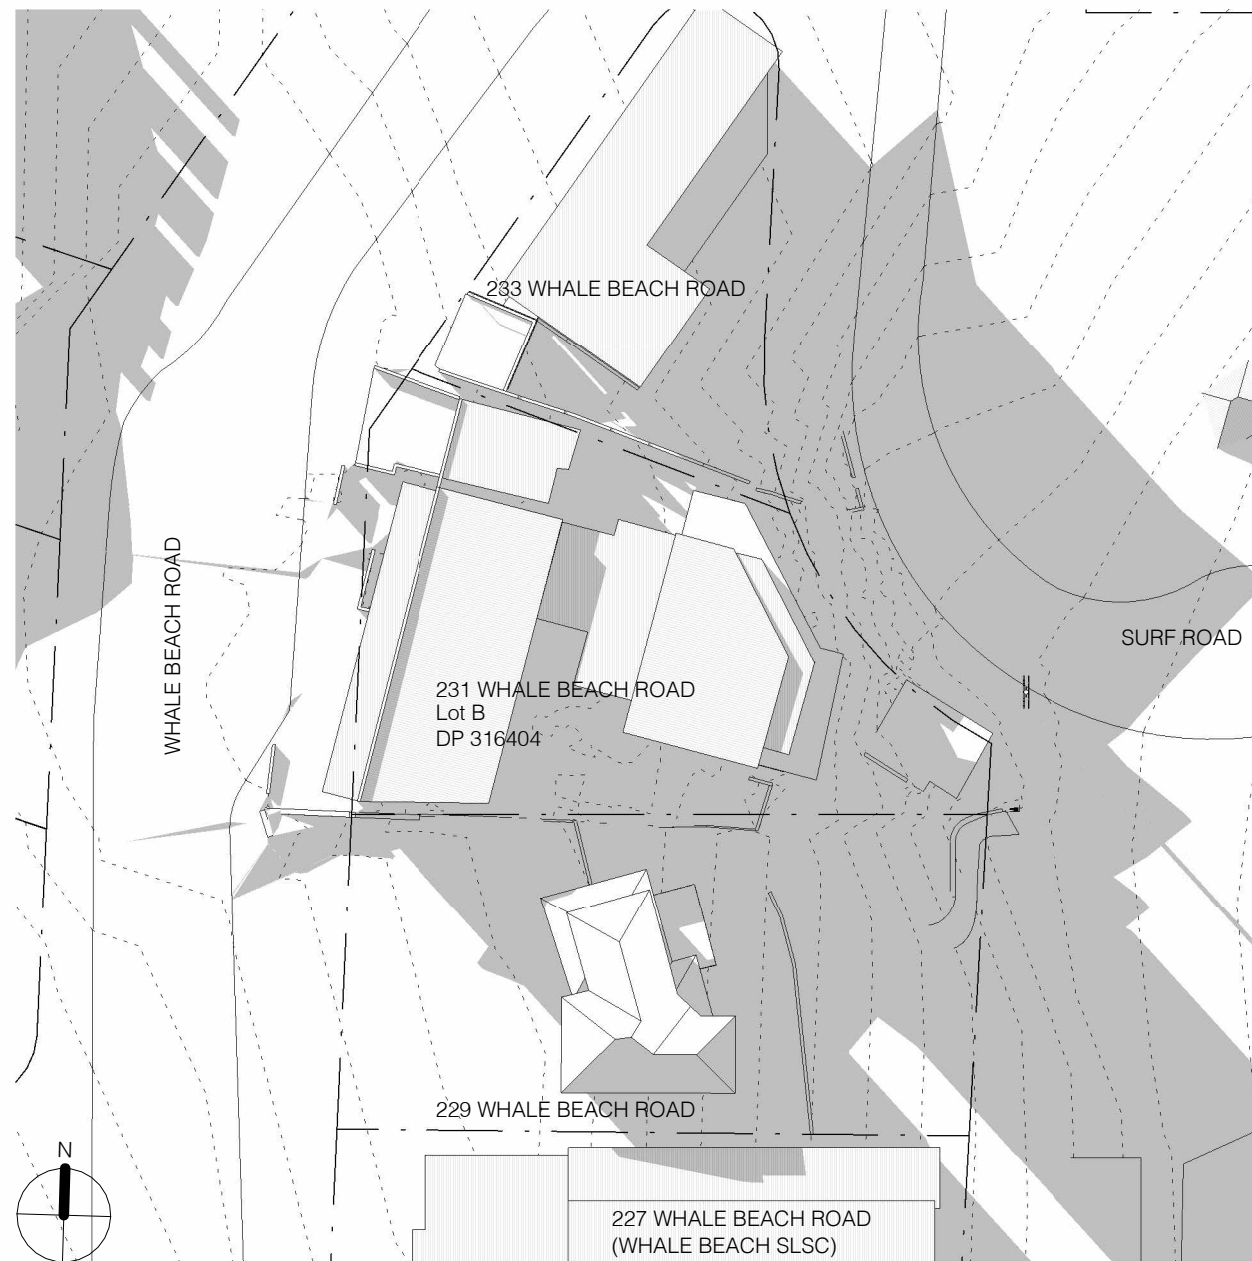 233 WHALE BEACH ROAD
WHALE BEACH ROAD
SURF ROAD
231 WHALE BEACH ROAD
Lot B
DP 316404
229 WHALE BEACH ROAD
N
227 WHALE BEACH ROAD
(WHALE BEACH SLSC)